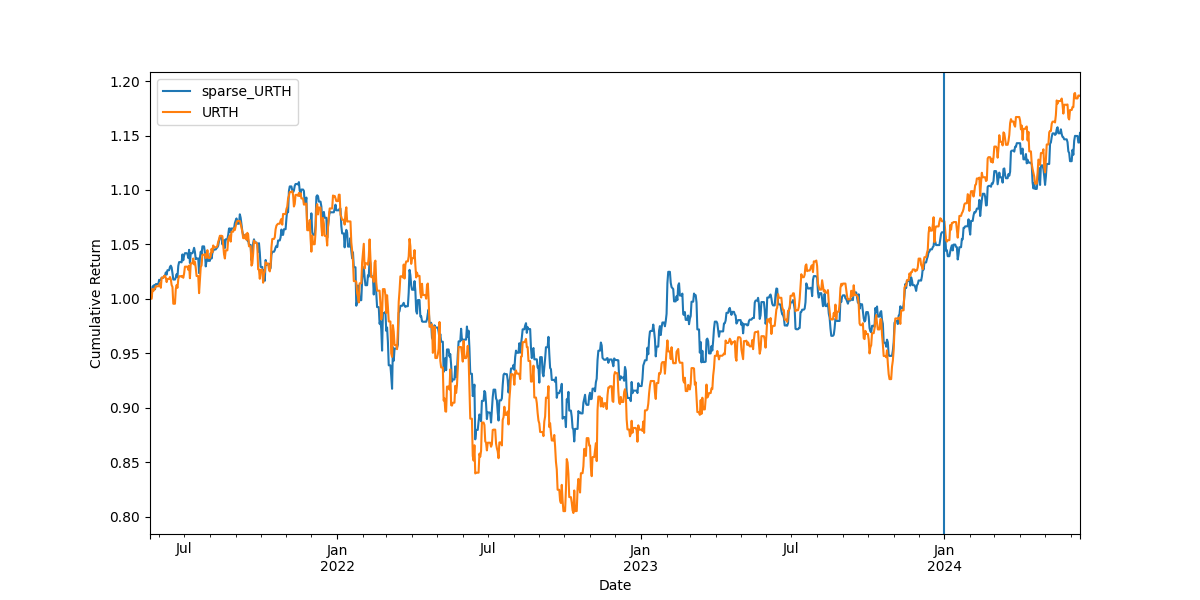 sparse_URTH
URTH
1.20
1.15
1.10
1.05
1.00
0.95
0.90
0.85
0.80
Cumulative Return
Jul
Jan
2022
Jul
Jan
2023
Jul
Jan
2024
Date